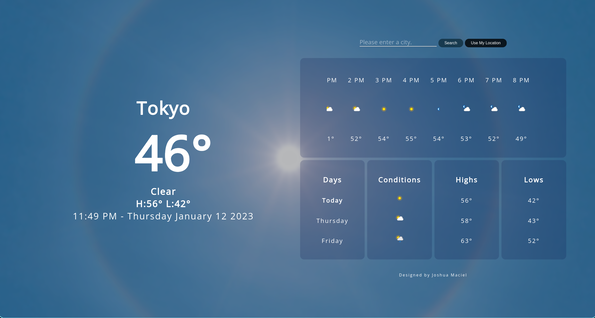 Please enter a city
Search
Use My Location
Tokyo
46°
Clear
H:56° L:42°
11:49 PM - Thursday January 12 2023
PM 2 PM 3 PM 4 PM 5 PM 6 PM 7 PM 8 PM
1° 52° 54° 55° 54° 53° 52° 49°
Days Conditions Highs Lows
Today 56° 42°
Thursday 58° 43°
Friday 63° 52°
Designed by Joshua Maciel